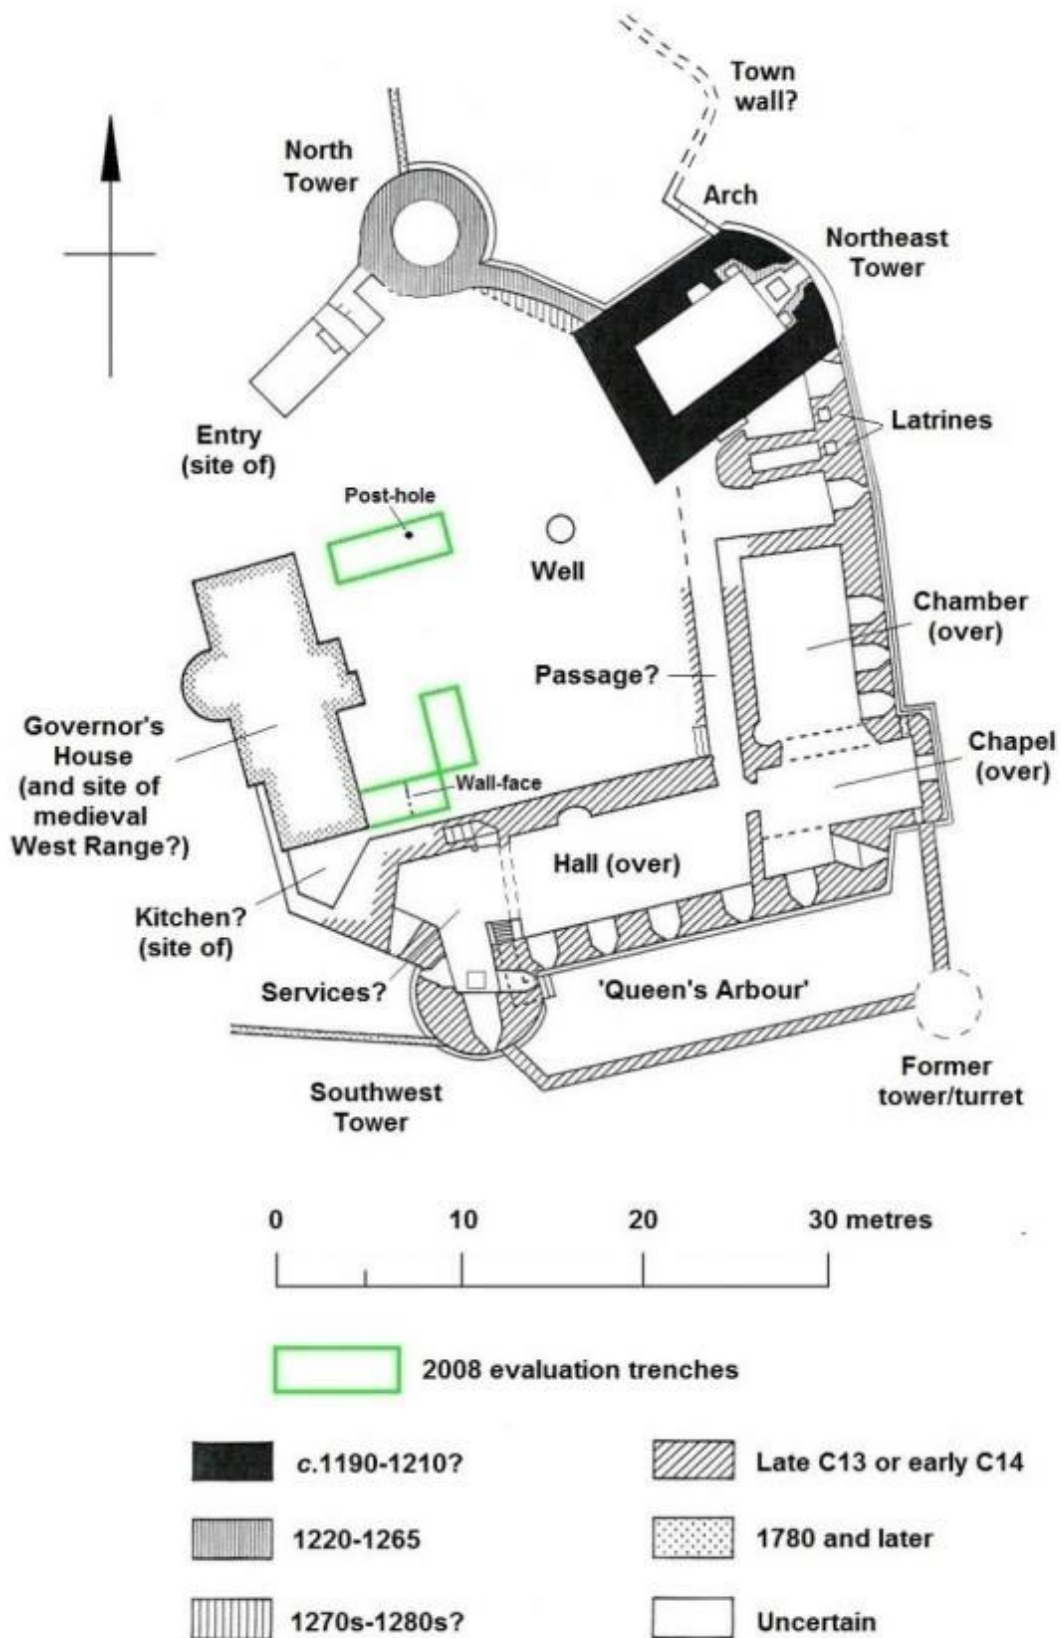 Town
wall?
North
Tower
Arch
Northeast
Tower
Entry
(site of)
Latrines
Post-hole
Well
Chamber
(over)
Passage?
Governor's
House
(and site of
medieval
West Range?)
Chapel
(over)
Wall-face
Hall (over)
Kitchen?
(site of)
Services?
'Queen's Arbour'
Southwest
Tower
Former
tower/turret
0 10 20 30 metres
2008 evaluation trenches
c.1190-1210?
Late C13 or early C14
1220-1265
1780 and later
1270s-1280s?
Uncertain